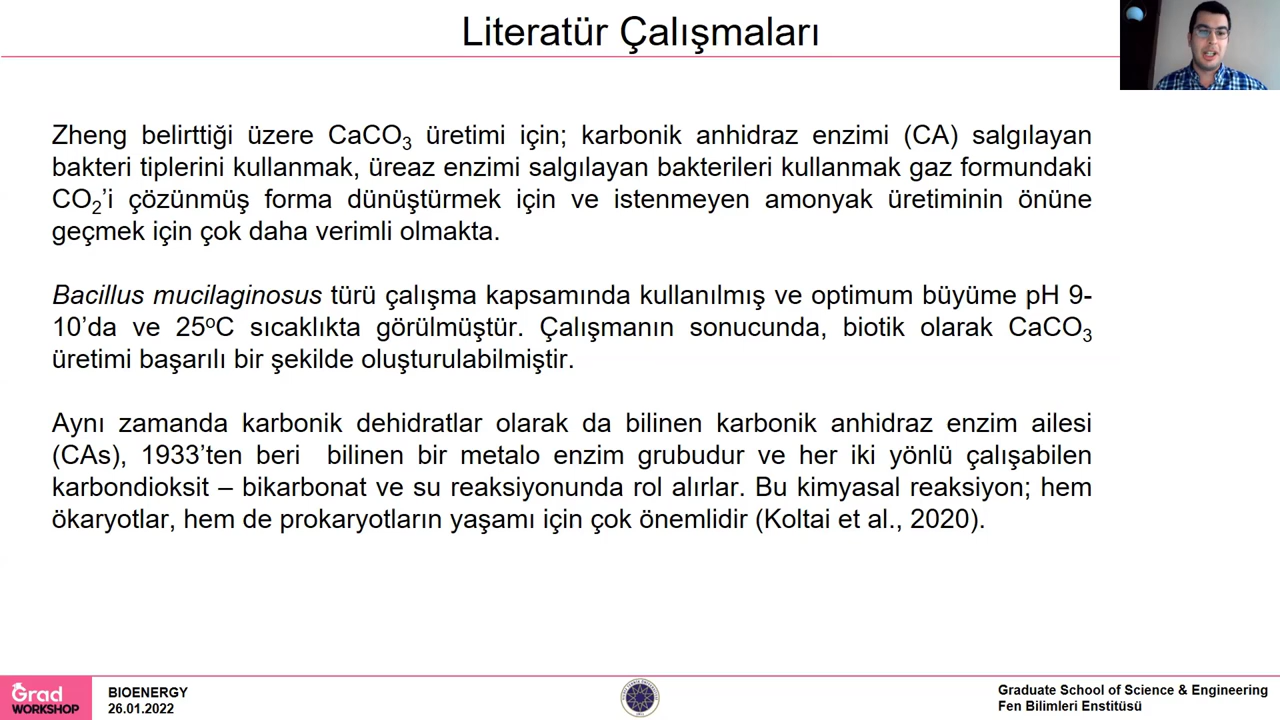 Literatür Çalışmaları
Zheng belirttiği üzere CaCO₃ üretimi için; karbonik anhidraz enzimi (CA) salgılayan
bakteri tiplerini kullanmak, üreaz enzimi salgılayan bakterileri kullanmak gaz formundaki
CO₂’i çözünmüş forma dünüştürmek için ve istenmeyen amonyak üretiminin önüne
geçmek için çok daha verimli olmakta.
Bacillus mucilaginosus türü çalışma kapsamında kullanılmış ve optimum büyüme pH 9-
10’da ve 25ᵒC sıcaklıkta görülmüştür. Çalışmanın sonucunda, biotik olarak CaCO₃
üretimi başarılı bir şekilde oluşturulabilmiştir.
Aynı zamanda karbonik dehidratlar olarak da bilinen karbonik anhidraz enzim ailesi
(CAs), 1933’ten beri bilinen bir metalo enzim grubudur ve her iki yönlü çalışabilen
karbondioksit – bikarbonat ve su reaksiyonunda rol alırlar. Bu kimyasal reaksiyon; hem
ökaryotlar, hem de prokaryotların yaşamı için çok önemlidir (Koltai et al., 2020).
Grad
WORKSHOP
BIOENERGY
26.01.2022
Graduate School of Science & Engineering
Fen Bilimleri Enstitüsü